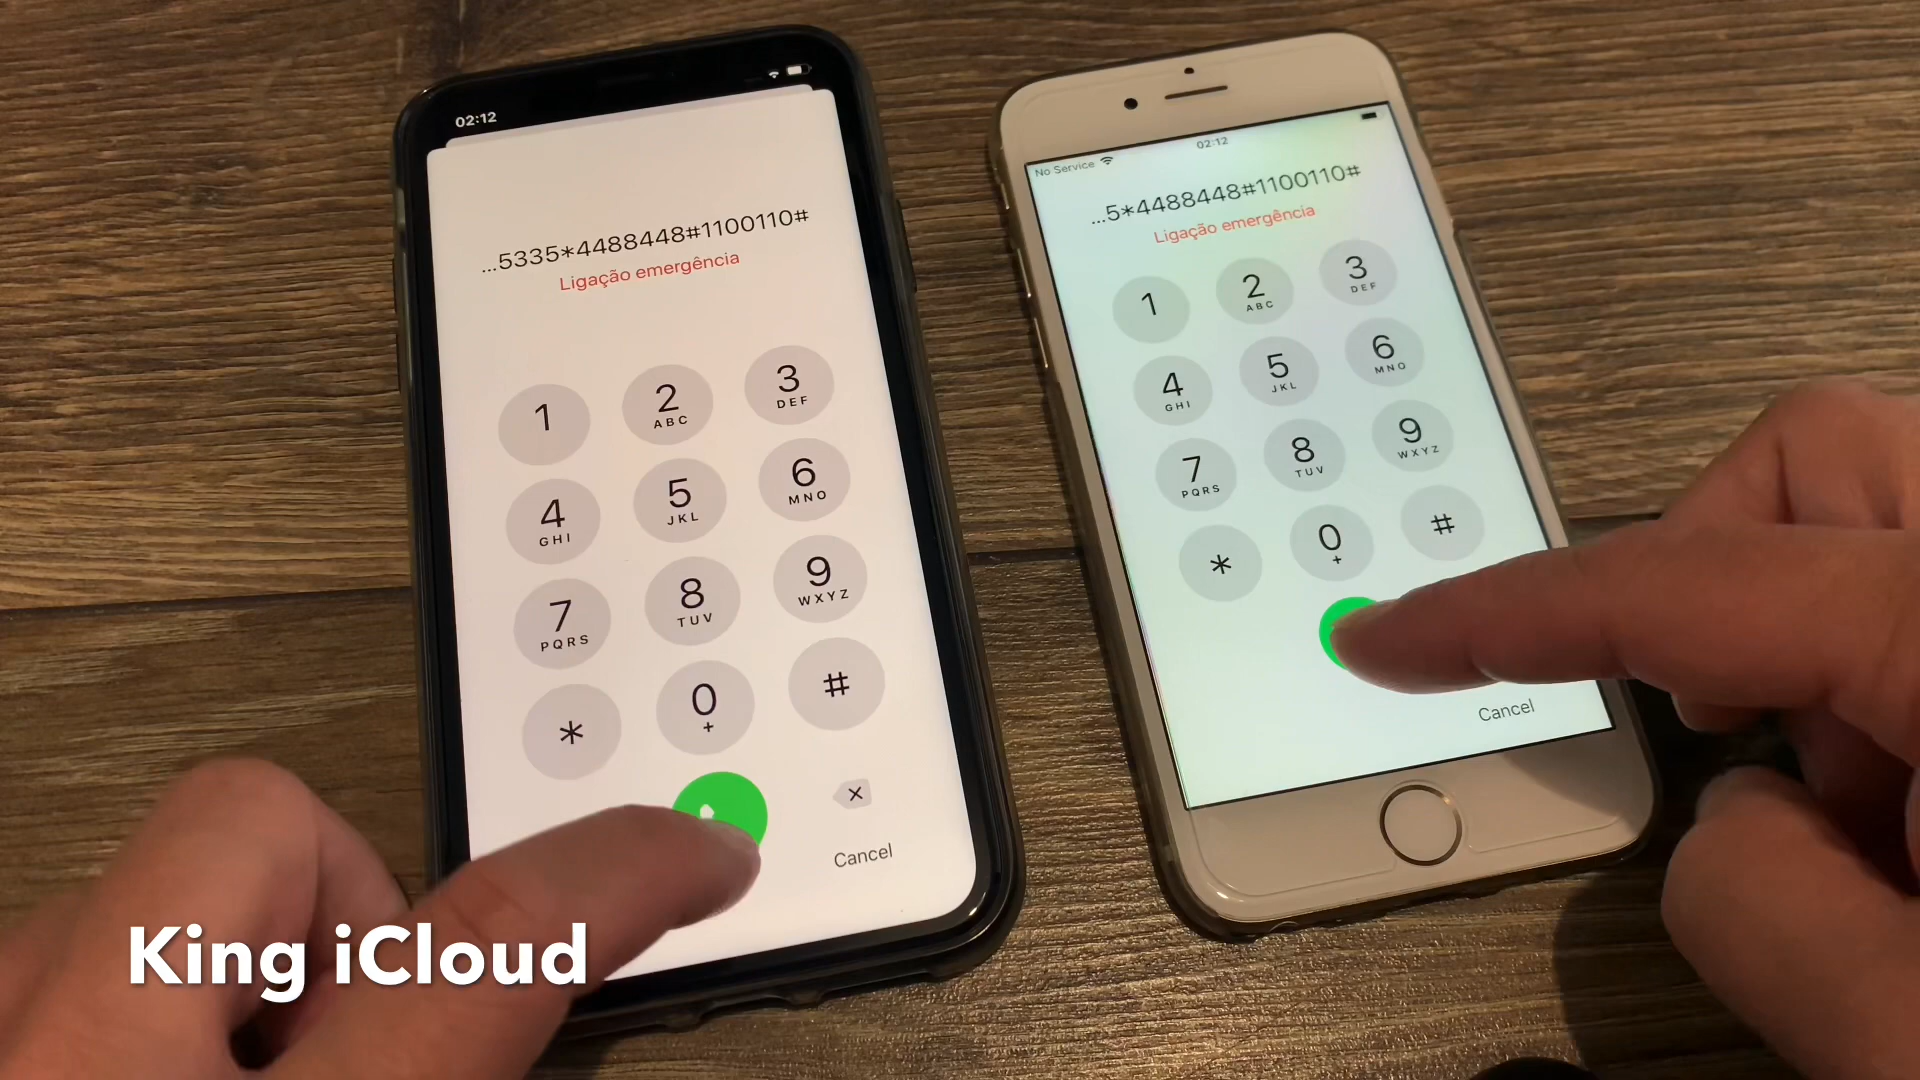 02:12
...5335*4488448#1100110#
Ligação emergência
1
2
ABC
3
DEF
4
GHI
5
JKL
6
MNO
7
PQRS
8
TUV
9
WXYZ
*
0
+
#
Cancel
No Service
02:12
...5*4488448#1100110#
Ligação emergência
1
2
ABC
3
DEF
4
GHI
5
JKL
6
MNO
7
PQRS
8
TUV
9
WXYZ
*
0
+
#
Cancel
King iCloud